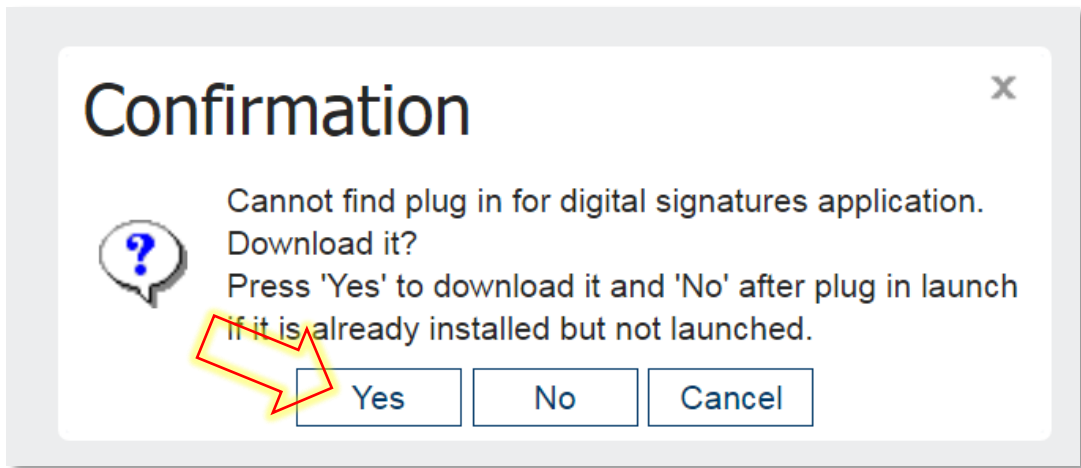 Confirmation
x
Cannot find plug in for digital signatures application.
Download it?
Press 'Yes' to download it and 'No' after plug in launch
if it is already installed but not launched.
Yes No Cancel